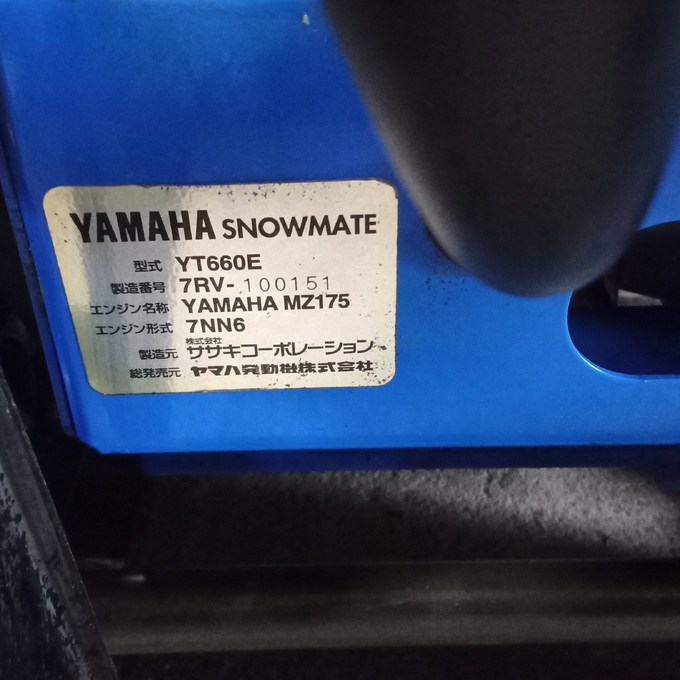 YAMAHA SNOWMATE
型式 YT660E
製造番号 7RV-100151
エンジン名称 YAMAHA MZ175
エンジン形式 7NN6
製造元 株式会社 ササキコーポレーション
総発売元 ヤマハ発動機株式会社